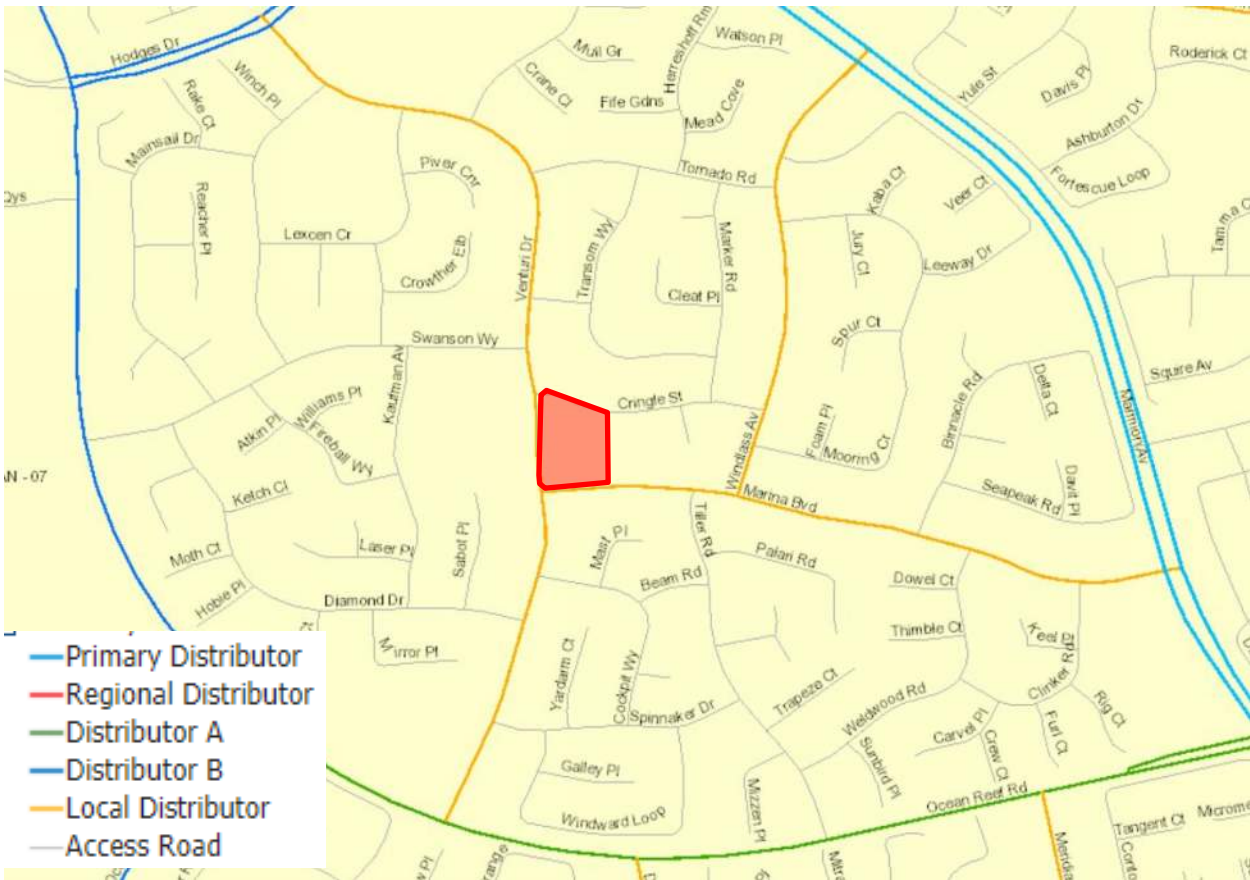 Hodges Dr
Winch Pl
Rake Ct
Mainsail Dr
Reacher Pl
Lexcen Cr
Piver Cnr
Crowther Elb
Venturi Dr
Swanson Wy
Crane Ct
Mull Gr
Fife Gdns
Herreshoff Rm
Watson Pl
Mead Cove
Tornado Rd
Transom Wy
Marker Rd
Cleat Pl
Kaba Ct
Veer Ct
Jury Ct
Leeway Dr
Spur Ct
Yule St
Davis Pl
Roderick Ct
Ashburton Dr
Fortescue Loop
Squire Av
Marmion Av
Cringle St
Windlass Av
Foam Pl
Mooring Cr
Binnacle Rd
Delta Ct
Seapeak Rd
Davit Pl
Marina Bvd
Kaufman Av
Williams Pl
Atkin Pl
Fireball Wy
Ketch Cl
AN - 07
Moth Ct
Laser Pl
Sabot Pl
Hobie Pl
Diamond Dr
Mirror Pl
Mast Pl
Tiller Rd
Beam Rd
Palari Rd
Dowel Ct
Thimble Ct
Keel Pl
Clinker Rd
Rig Ct
Yardarm Ct
Cockpit Wy
Spinnaker Dr
Trapeze Ct
Weldwood Rd
Carvel Pl
Furl Ct
Crew Ct
Sunbird Pl
Galley Pl
Windward Loop
Mizzen Pl
Ocean Reef Rd
Tangent Ct
Primary Distributor
Regional Distributor
Distributor A
Distributor B
Local Distributor
Access Road